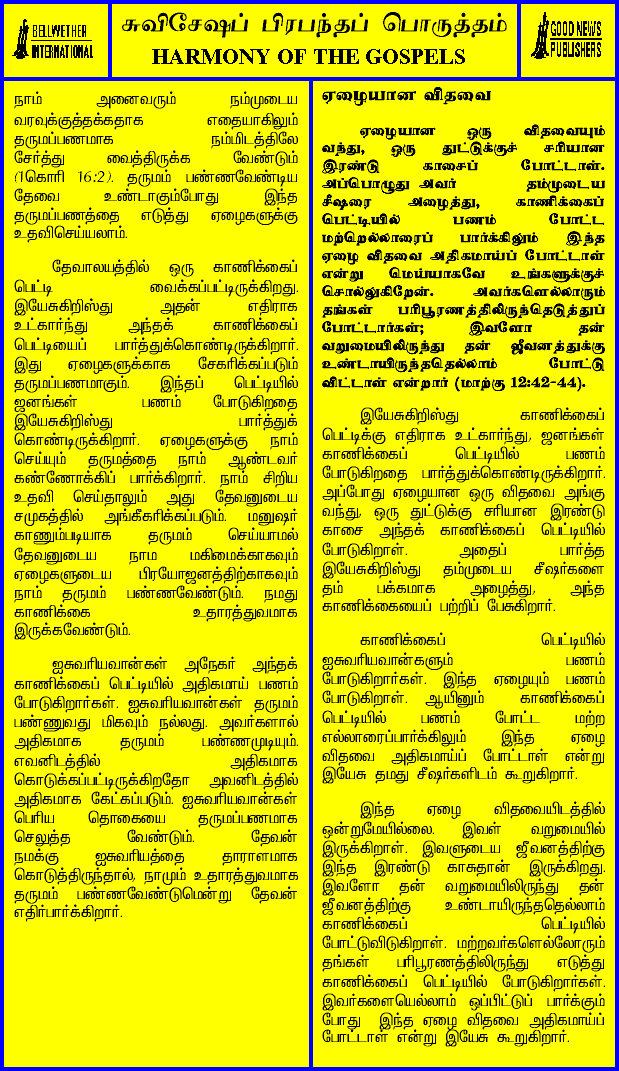 BELLWETHER
INTERNATIONAL
சுவிசேஷப் பிரபந்தப் பொருத்தம்
HARMONY OF THE GOSPELS
GOOD NEWS
PUBLISHERS
நாம் அனைவரும் நம்முடைய
வரவுக்குத்தக்கதாக எதையாகிலும்
தருமப்பணமாக நம்மிடத்திலே
சேர்த்து வைத்திருக்க வேண்டும்
(1கொரி 16:2). தருமம் பண்ணவேண்டிய
தேவை உண்டாகும்போது இந்த
தருமப்பணத்தை எடுத்து ஏழைகளுக்கு
உதவிசெய்யலாம்.
தேவாலயத்தில் ஒரு காணிக்கைப்
பெட்டி வைக்கப்பட்டிருக்கிறது.
இயேசுகிறிஸ்து அதன் எதிராக
உட்கார்ந்து அந்தக் காணிக்கைப்
பெட்டியைப் பார்த்துக்கொண்டிருக்கிறார்.
இது ஏழைகளுக்காக சேகரிக்கப்படும்
தருமப்பணமாகும். இந்தப் பெட்டியில்
ஜனங்கள் பணம் போடுகிறதை
இயேசுகிறிஸ்து பார்த்துக்
கொண்டிருக்கிறார். ஏழைகளுக்கு நாம்
செய்யும் தருமத்தை நாம் ஆண்டவர்
கண்ணோக்கிப் பார்க்கிறார். நாம் சிறிய
உதவி செய்தாலும் அது தேவனுடைய
சமுகத்தில் அங்கீகரிக்கப்படும். மனுஷர்
காணும்படியாக தருமம் செய்யாமல்
தேவனுடைய நாம மகிமைக்காகவும்
ஏழைகளுடைய பிரயோஜனத்திற்காகவும்
நாம் தருமம் பண்ணவேண்டும். நமது
காணிக்கை உதாரத்துவமாக
இருக்கவேண்டும்.
ஐசுவரியவான்கள் அநேகர் அந்தக்
காணிக்கைப் பெட்டியில் அதிகமாய் பணம்
போடுகிறார்கள். ஐசுவரியவான்கள் தருமம்
பண்ணுவது மிகவும் நல்லது. அவர்களால்
அதிகமாக தருமம் பண்ணமுடியும்.
எவனிடத்தில் அதிகமாக
கொடுக்கப்பட்டிருக்கிறதோ அவனிடத்தில்
அதிகமாக கேட்கப்படும். ஐசுவரியவான்கள்
பெரிய தொகையை தருமப்பணமாக
செலுத்த வேண்டும். தேவன்
நமக்கு ஐசுவரியத்தை தாராளமாக
கொடுத்திருந்தால், நாமும் உதாரத்துவமாக
தருமம் பண்ணவேண்டுமென்று தேவன்
எதிர்பார்க்கிறார்.
ஏழையான விதவை
ஏழையான ஒரு விதவையும்
வந்து, ஒரு துட்டுக்குச் சரியான
இரண்டு காசைப் போட்டாள்.
அப்பொழுது அவர் தம்முடைய
சீஷரை அழைத்து, காணிக்கைப்
பெட்டியில் பணம் போட்ட
மற்றெல்லாரைப் பார்க்கிலும் இந்த
ஏழை விதவை அதிகமாய்ப் போட்டாள்
என்று மெய்யாகவே உங்களுக்குச்
சொல்லுகிறேன். அவர்களெல்லாரும்
தங்கள் பரிபூரணத்திலிருந்தெடுத்துப்
போட்டார்கள்; இவளோ தன்
வறுமையிலிருந்து தன் ஜீவனத்துக்கு
உண்டாயிருந்ததெல்லாம் போட்டு
விட்டாள் என்றார் (மாற்கு 12:42-44).
இயேசுகிறிஸ்து காணிக்கைப்
பெட்டிக்கு எதிராக உட்கார்ந்து, ஜனங்கள்
காணிக்கைப் பெட்டியில் பணம்
போடுகிறதை பார்த்துக்கொண்டிருக்கிறார்.
அப்போது ஏழையான ஒரு விதவை அங்கு
வந்து, ஒரு துட்டுக்கு சரியான இரண்டு
காசை அந்தக் காணிக்கைப் பெட்டியில்
போடுகிறாள். அதைப் பார்த்த
இயேசுகிறிஸ்து தம்முடைய சீஷர்களை
தம் பக்கமாக அழைத்து, அந்த
காணிக்கையைப் பற்றிப் பேசுகிறார்.
காணிக்கைப் பெட்டியில்
ஐசுவரியவான்களும் பணம்
போடுகிறார்கள். இந்த ஏழையும் பணம்
போடுகிறாள். ஆயினும் காணிக்கைப்
பெட்டியில் பணம் போட்ட மற்ற
எல்லாரைப்பார்க்கிலும் இந்த ஏழை
விதவை அதிகமாய்ப் போட்டாள் என்று
இயேசு தமது சீஷர்களிடம் கூறுகிறார்.
இந்த ஏழை விதவையிடத்தில்
ஒன்றுமேயில்லை. இவள் வறுமையில்
இருக்கிறாள். இவளுடைய ஜீவனத்திற்கு
இந்த இரண்டு காசுதான் இருக்கிறது.
இவளோ தன் வறுமையிலிருந்து தன்
ஜீவனத்திற்கு உண்டாயிருந்ததெல்லாம்
காணிக்கைப் பெட்டியில்
போட்டுவிடுகிறாள். மற்றவர்களெல்லோரும்
தங்கள் பரிபூரணத்திலிருந்து எடுத்து
காணிக்கைப் பெட்டியில் போடுகிறார்கள்.
இவர்களையெல்லாம் ஒப்பிட்டுப் பார்க்கும்
போது இந்த ஏழை விதவை அதிகமாய்ப்
போட்டாள் என்று இயேசு கூறுகிறார்.